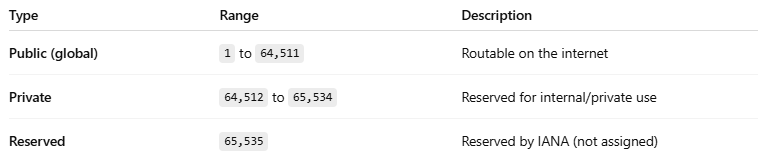 Type Range Description
Public (global) 1 to 64,511 Routable on the internet
Private 64,512 to 65,534 Reserved for internal/private use
Reserved 65,535 Reserved by IANA (not assigned)